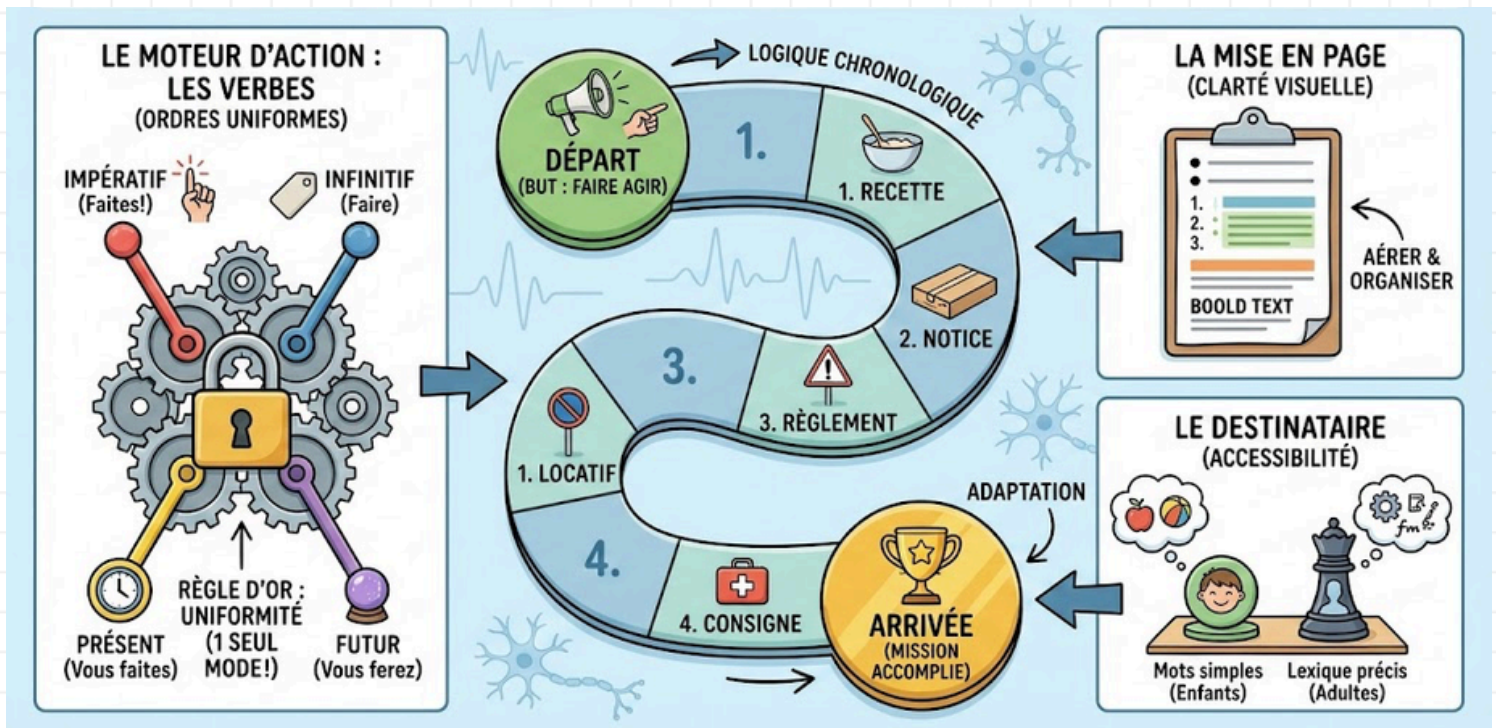 LE MOTEUR D'ACTION :
LES VERBES
(ORDRES UNIFORMES)
IMPÉRATIF
(Faites!)
INFINITIF
(Faire)
PRÉSENT
(Vous faites)
RÈGLE D'OR :
UNIFORMITÉ
(1 SEUL
MODE!)
FUTUR
(Vous ferez)
DÉPART
(BUT : FAIRE AGIR)
LOGIQUE CHRONOLOGIQUE
1.
1. RECETTE
2. NOTICE
3. RÈGLEMENT
3.
1. LOCATIF
4.
4. CONSIGNE
ARRIVÉE
(MISSION
ACCOMPLIE)
ADAPTATION
LA MISE EN PAGE
(CLARTÉ VISUELLE)
1.
2.
3.
BOOLD TEXT
AÉRER &
ORGANISER
LE DESTINATAIRE
(ACCESSIBILITÉ)
Mots simples
(Enfants)
Lexique précis
(Adultes)